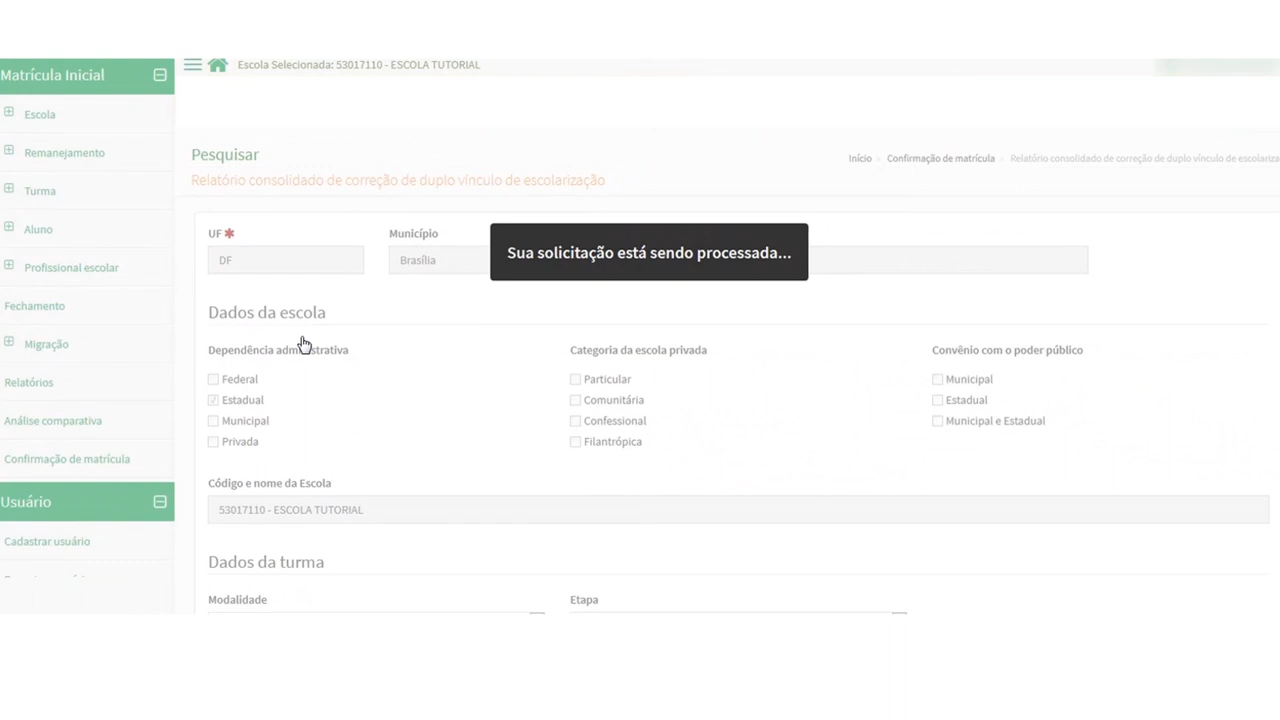 Matrícula Inicial
Escola Selecionada: 53017110 - ESCOLA TUTORIAL
Escola
Remanejamento
Turma
Aluno
Profissional escolar
Fechamento
Migração
Relatórios
Análise comparativa
Confirmação de matrícula
Usuário
Cadastrar usuário
Pesquisar
Início
Confirmação de matrícula
Relatório consolidado de correção de duplo vínculo de
Relatório consolidado de correção de duplo vínculo de escolarização
UF *
Município
DF
Brasília
Sua solicitação está sendo processada...
Dados da escola
Dependência administrativa
Categoria da escola privada
Convênio com o poder público
Federal
Particular
Municipal
Estadual
Comunitária
Estadual
Municipal
Confessional
Municipal e Estadual
Privada
Filantrópica
Código e nome da Escola
53017110 - ESCOLA TUTORIAL
Dados da turma
Modalidade
Etapa